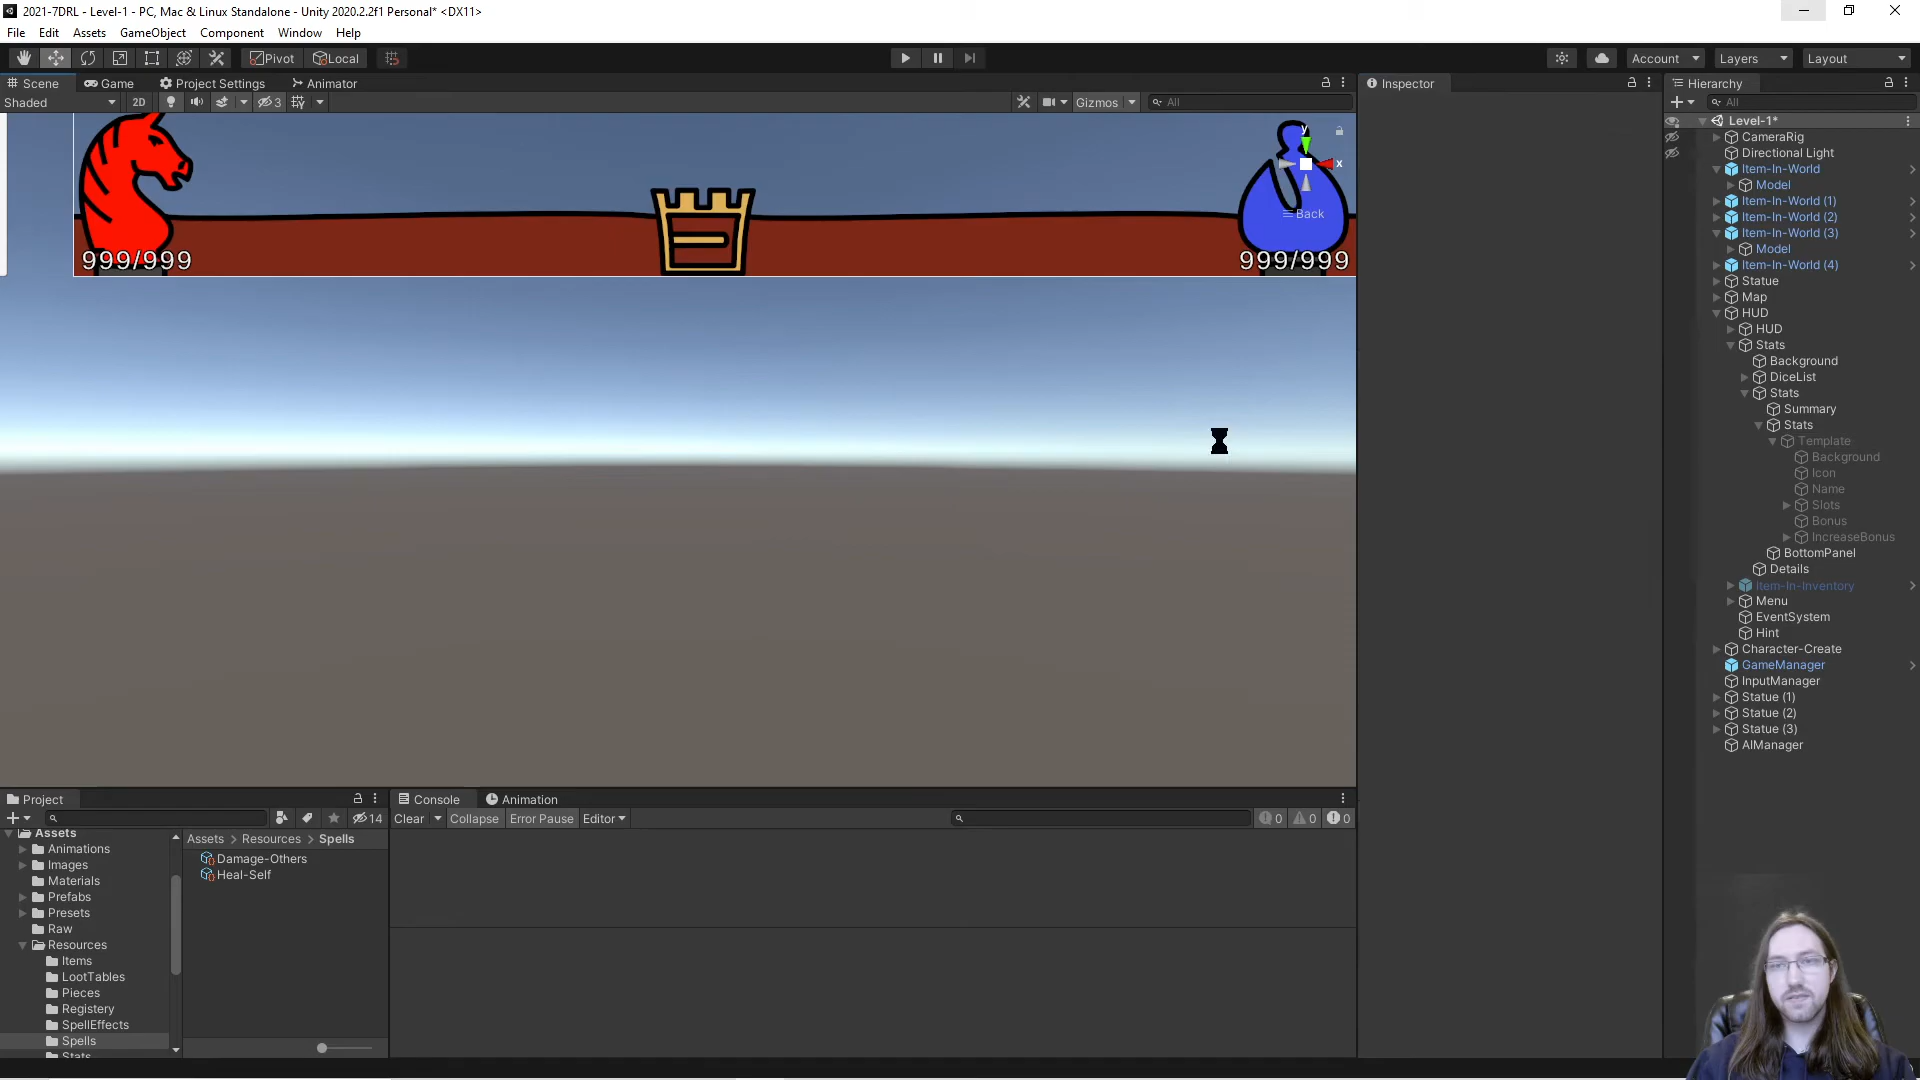 2021-7DRL - Level-1 - PC, Mac & Linux Standalone - Unity 2020.2.2f1 Personal* <DX11>
File Edit Assets GameObject Component Window Help
Pivot Local Account Layers Layout
Scene Game Project Settings Animator Inspector Hierarchy
Shaded 2D 3 Gizmos All All
Level-1*
CameraRig
Directional Light
Item-In-World
Model
Item-In-World (1)
Item-In-World (2)
Item-In-World (3)
Model
Item-In-World (4)
Statue
Map
HUD
HUD
Stats
Background
DiceList
Stats
Summary
Stats
Template
Background
Icon
Name
Slots
Bonus
IncreaseBonus
BottomPanel
Details
Item-In-Inventory
Menu
EventSystem
Hint
Character-Create
GameManager
InputManager
Statue (1)
Statue (2)
Statue (3)
AIManager
y
x
Back
999/999 999/999
Project Console Animation
14 Clear Collapse Error Pause Editor 0 0 0
Assets
Animations
Images
Materials
Prefabs
Presets
Raw
Resources
Items
LootTables
Pieces
Registery
SpellEffects
Spells
Stats
Assets > Resources > Spells
Damage-Others
Heal-Self